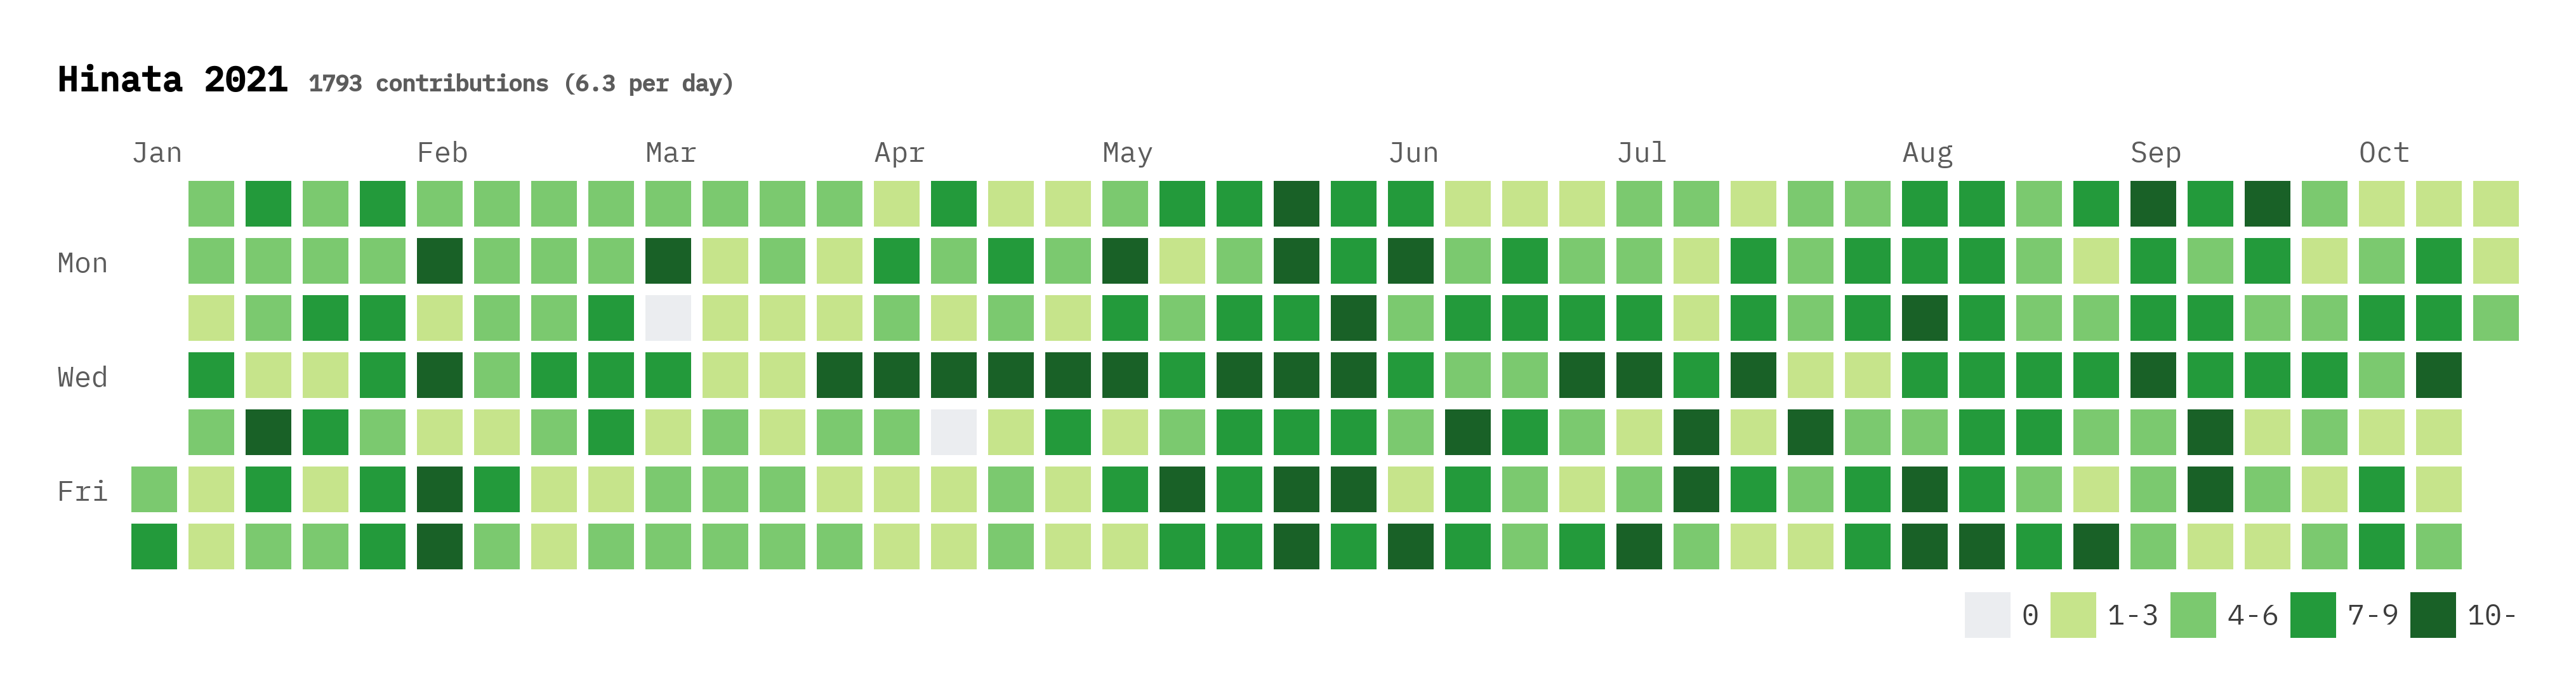 Hinata 2021 1793 contributions (6.3 per day)
Jan Feb Mar Apr May Jun Jul Aug Sep Oct
Mon
Wed
Fri
0 1-3 4-6 7-9 10-